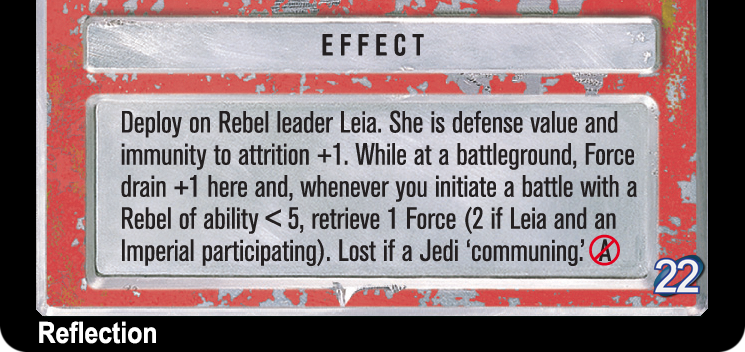 EFFECT
Deploy on Rebel leader Leia. She is defense value and
immunity to attrition +1. While at a battleground, Force
drain +1 here and, whenever you initiate a battle with a
Rebel of ability < 5, retrieve 1 Force (2 if Leia and an
Imperial participating). Lost if a Jedi ‘communing.’ A
22
Reflection